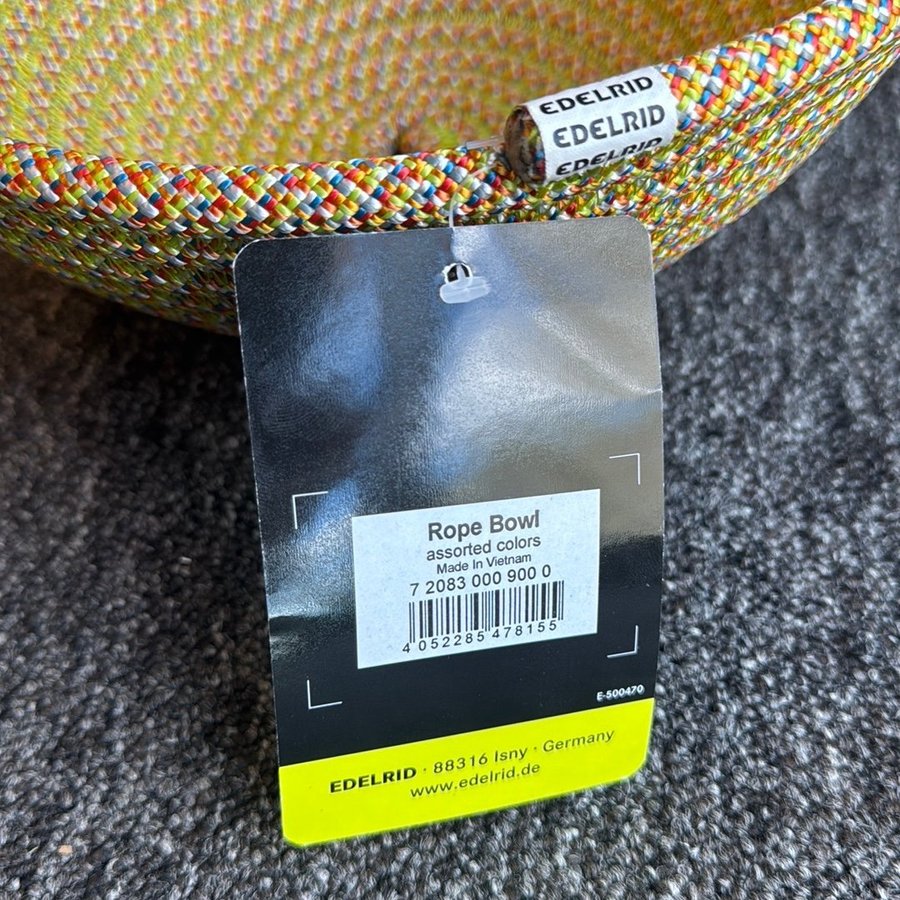 EDELRID
EDELRID
EDELRID
Rope Bowl
assorted colors
Made In Vietnam
7 2083 000 900 0
4 052285 478155
E-500470
EDELRID · 88316 Isny · Germany
www.edelrid.de